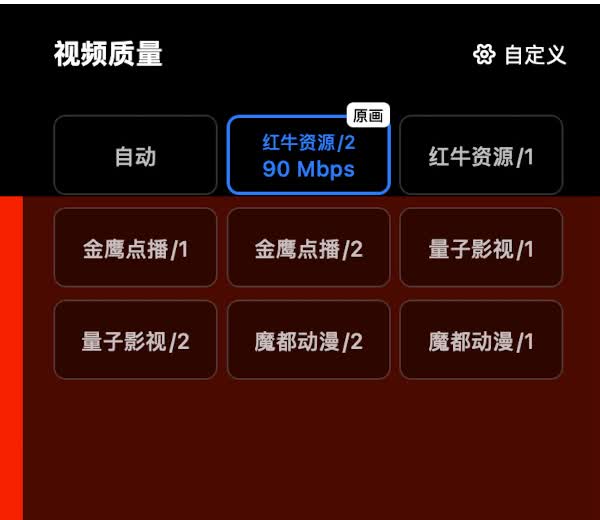 视频质量
自定义
原画
自动
红牛资源/2
90 Mbps
红牛资源/1
金鹰点播/1
金鹰点播/2
量子影视/1
量子影视/2
魔都动漫/2
魔都动漫/1